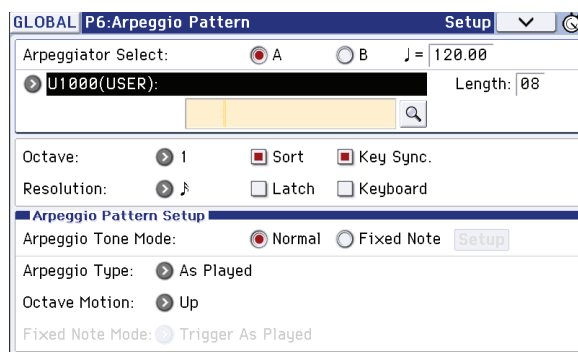 GLOBAL P6:Arpeggio Pattern Setup
Arpeggiator Select: A B ♩= 120.00
U1000(USER): Length: 08
Octave: 1 Sort Key Sync.
Resolution: Latch Keyboard
Arpeggio Pattern Setup
Arpeggio Tone Mode: Normal Fixed Note Setup
Arpeggio Type: As Played
Octave Motion: Up
Fixed Note Mode: Trigger As Played